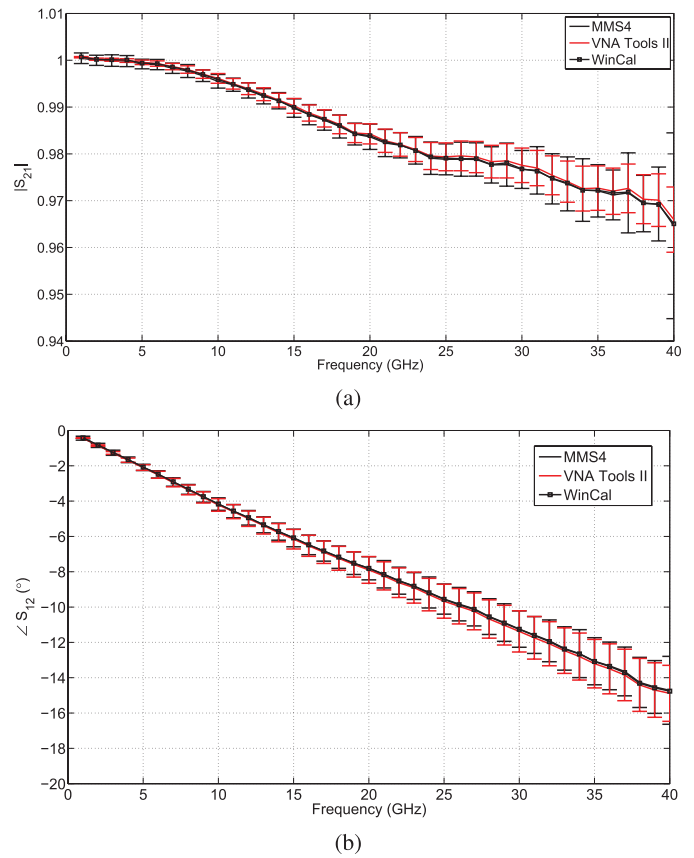 1.01
1
0.99
0.98
0.97
0.96
0.95
0.94
|S21|
MMS4
VNA Tools II
WinCal
0 5 10 15 20 25 30 35 40
Frequency (GHz)
(a)
0
−2
−4
−6
−8
−10
−12
−14
−16
−18
−20
∠ S12 (°)
MMS4
VNA Tools II
WinCal
0 5 10 15 20 25 30 35 40
Frequency (GHz)
(b)